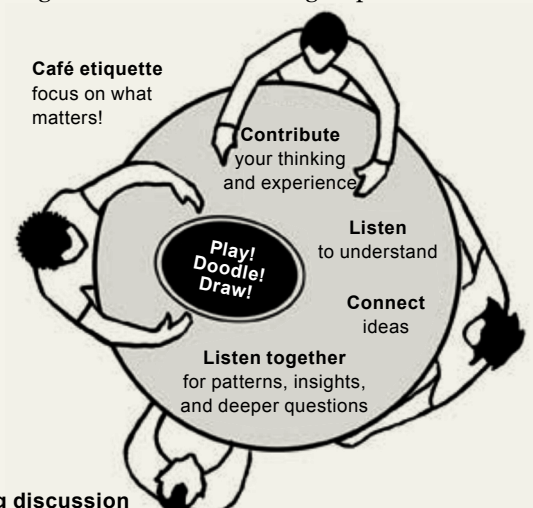 Café etiquette
focus on what
matters!
Contribute
your thinking
and experience
Listen
to understand
Play!
Doodle!
Draw!
Connect
ideas
Listen together
for patterns, insights,
and deeper questions
discussion